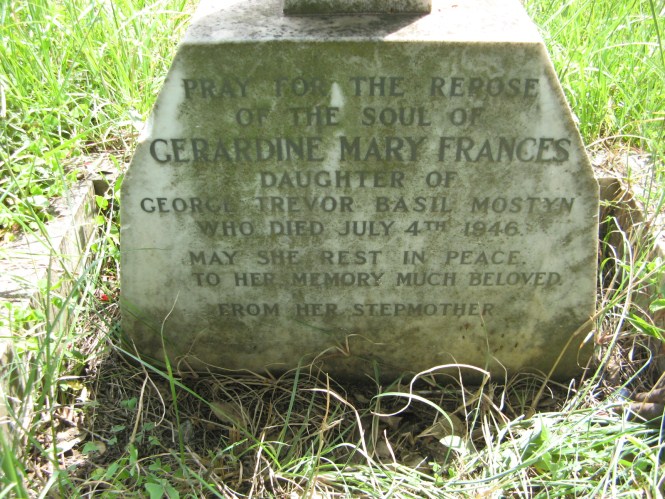 PRAY FOR THE REPOSE
OF THE SOUL OF
GERARDINE MARY FRANCES
DAUGHTER OF
GEORGE TREVOR BASIL MOSTYN
WHO DIED JULY 4TH 1946.
MAY SHE REST IN PEACE.
TO HER MEMORY MUCH BELOVED.
FROM HER STEPMOTHER